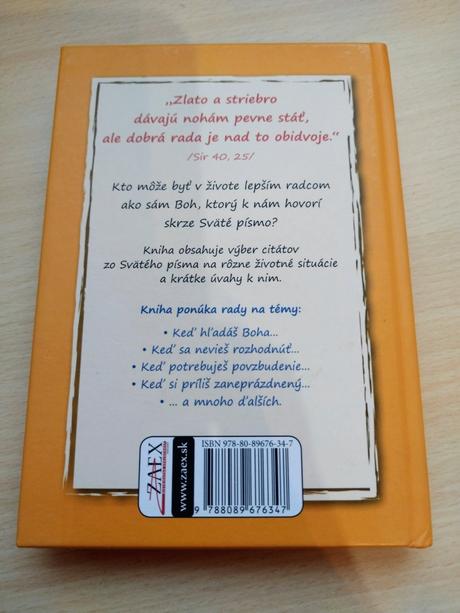 „Zlato a striebro
dávajú nohám pevne stáť,
ale dobrá rada je nad to obidvoje.“
/Sir 40, 25/
Kto môže byť v živote lepším radcom
ako sám Boh, ktorý k nám hovorí
skrze Sväté písmo?
Kniha obsahuje výber citátov
zo Svätého písma na rôzne životné situácie
a krátke úvahy k nim.
Kniha ponúka rady na témy:
• Keď hľadáš Boha...
• Keď sa nevieš rozhodnúť...
• Keď potrebuješ povzbudenie...
• Keď si príliš zaneprázdnený...
• ... a mnoho ďalších.
ZAEX
www.zaex.sk
ISBN 978-80-89676-34-7
9 788089 676347